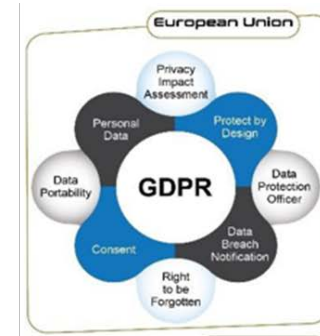 European Union
Privacy
Impact
Assessment
Personal
Data
Protect by
Design
Data
Portability
GDPR
Data
Protection
Officer
Consent
Data
Breach
Notification
Right
to be
Forgotten